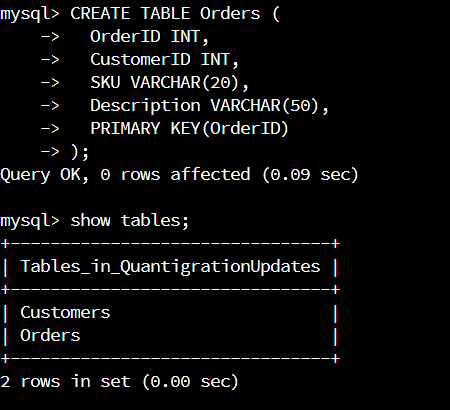 mysql> CREATE TABLE Orders (
    ->   OrderID INT,
    ->   CustomerID INT,
    ->   SKU VARCHAR(20),
    ->   Description VARCHAR(50),
    ->   PRIMARY KEY(OrderID)
    -> );
Query OK, 0 rows affected (0.09 sec)

mysql> show tables;
+--------------------------------+
| Tables_in_QuantigrationUpdates |
+--------------------------------+
| Customers                      |
| Orders                         |
+--------------------------------+
2 rows in set (0.00 sec)